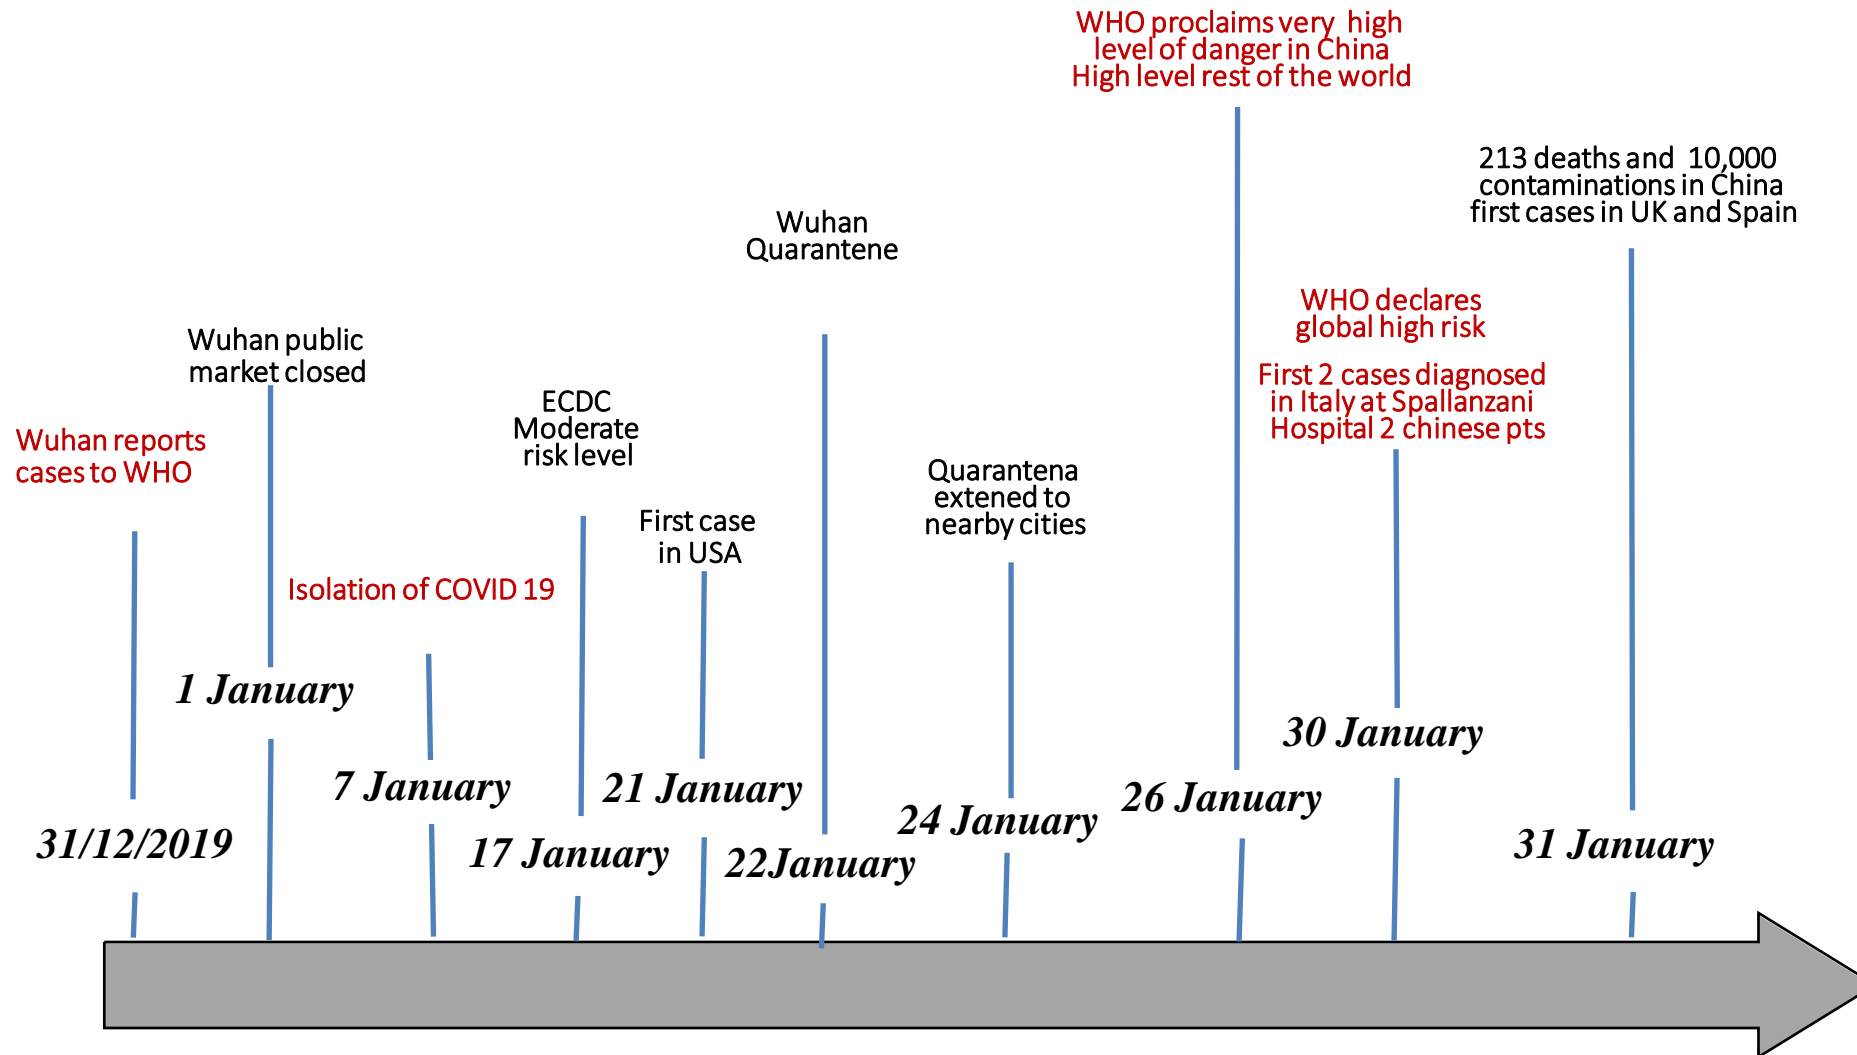 Wuhan reports
cases to WHO
31/12/2019
Wuhan public
market closed
1 January
Isolation of COVID 19
7 January
ECDC
Moderate
risk level
17 January
First case
in USA
21 January
Wuhan
Quarantene
22January
Quarantena
extened to
nearby cities
24 January
WHO proclaims very high
level of danger in China
High level rest of the world
26 January
WHO declares
global high risk
First 2 cases diagnosed
in Italy at Spallanzani
Hospital 2 chinese pts
30 January
213 deaths and 10,000
contaminations in China
first cases in UK and Spain
31 January